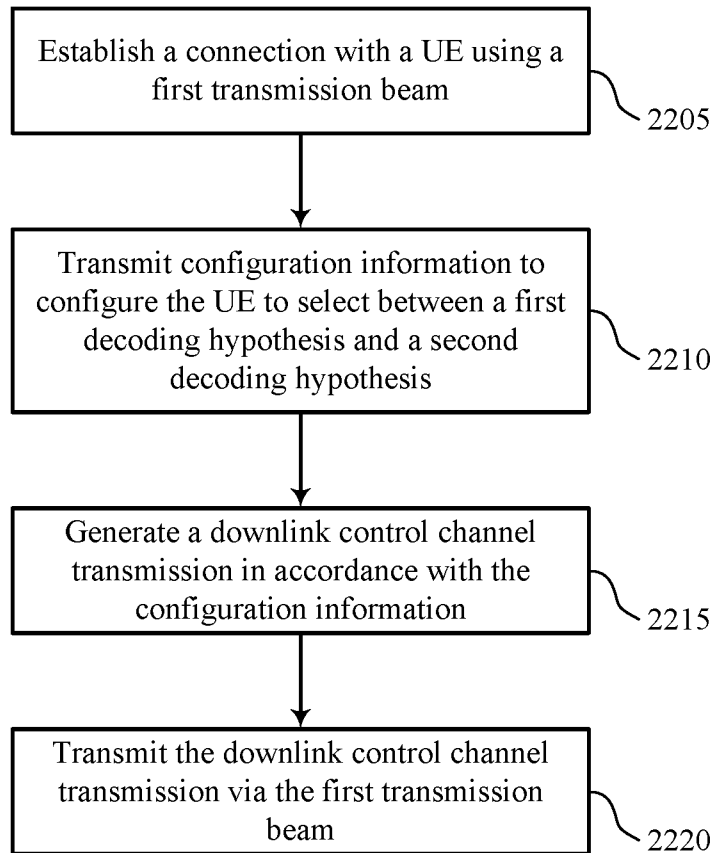 Establish a connection with a UE using a
first transmission beam
2205
Transmit configuration information to
configure the UE to select between a first
decoding hypothesis and a second
decoding hypothesis
2210
Generate a downlink control channel
transmission in accordance with the
configuration information
2215
Transmit the downlink control channel
transmission via the first transmission
beam
2220